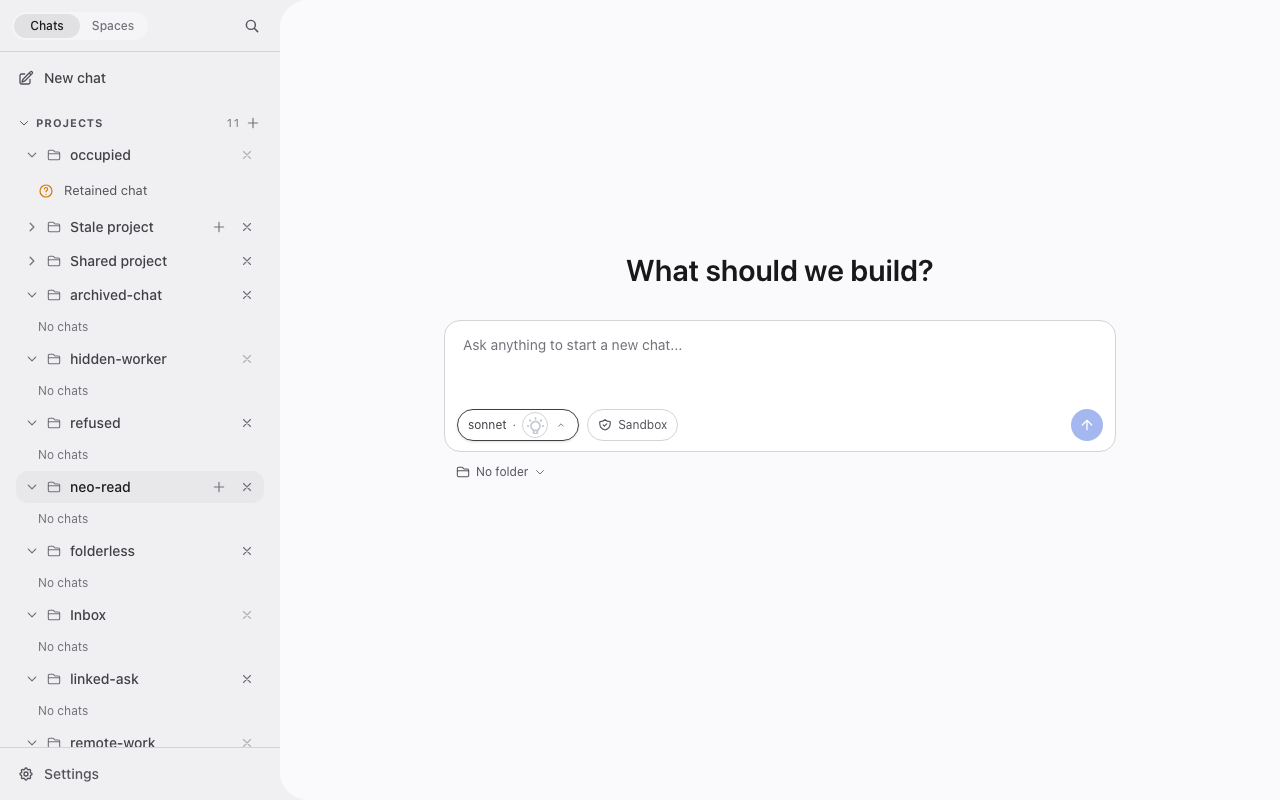 Chats Spaces
New chat
PROJECTS 11
occupied
Retained chat
Stale project
Shared project
archived-chat
No chats
hidden-worker
No chats
refused
No chats
neo-read
No chats
folderless
No chats
Inbox
No chats
linked-ask
No chats
remote-work
Settings
What should we build?
Ask anything to start a new chat...
sonnet · Sandbox
No folder